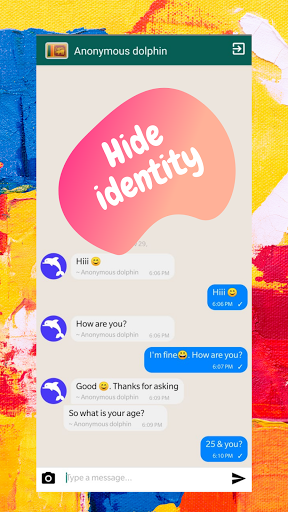 Anonymous dolphin
Hide
identity
29,
Hiii 😊
~ Anonymous dolphin 6:06 PM
Hiii 😊
6:06 PM ✓
How are you?
~ Anonymous dolphin 6:06 PM
I'm fine😀. How are you?
6:07 PM ✓
Good 🙂. Thanks for asking
~ Anonymous dolphin 6:08 PM
So what is your age?
~ Anonymous dolphin 6:09 PM
25 & you?
6:10 PM ✓
Type a message...